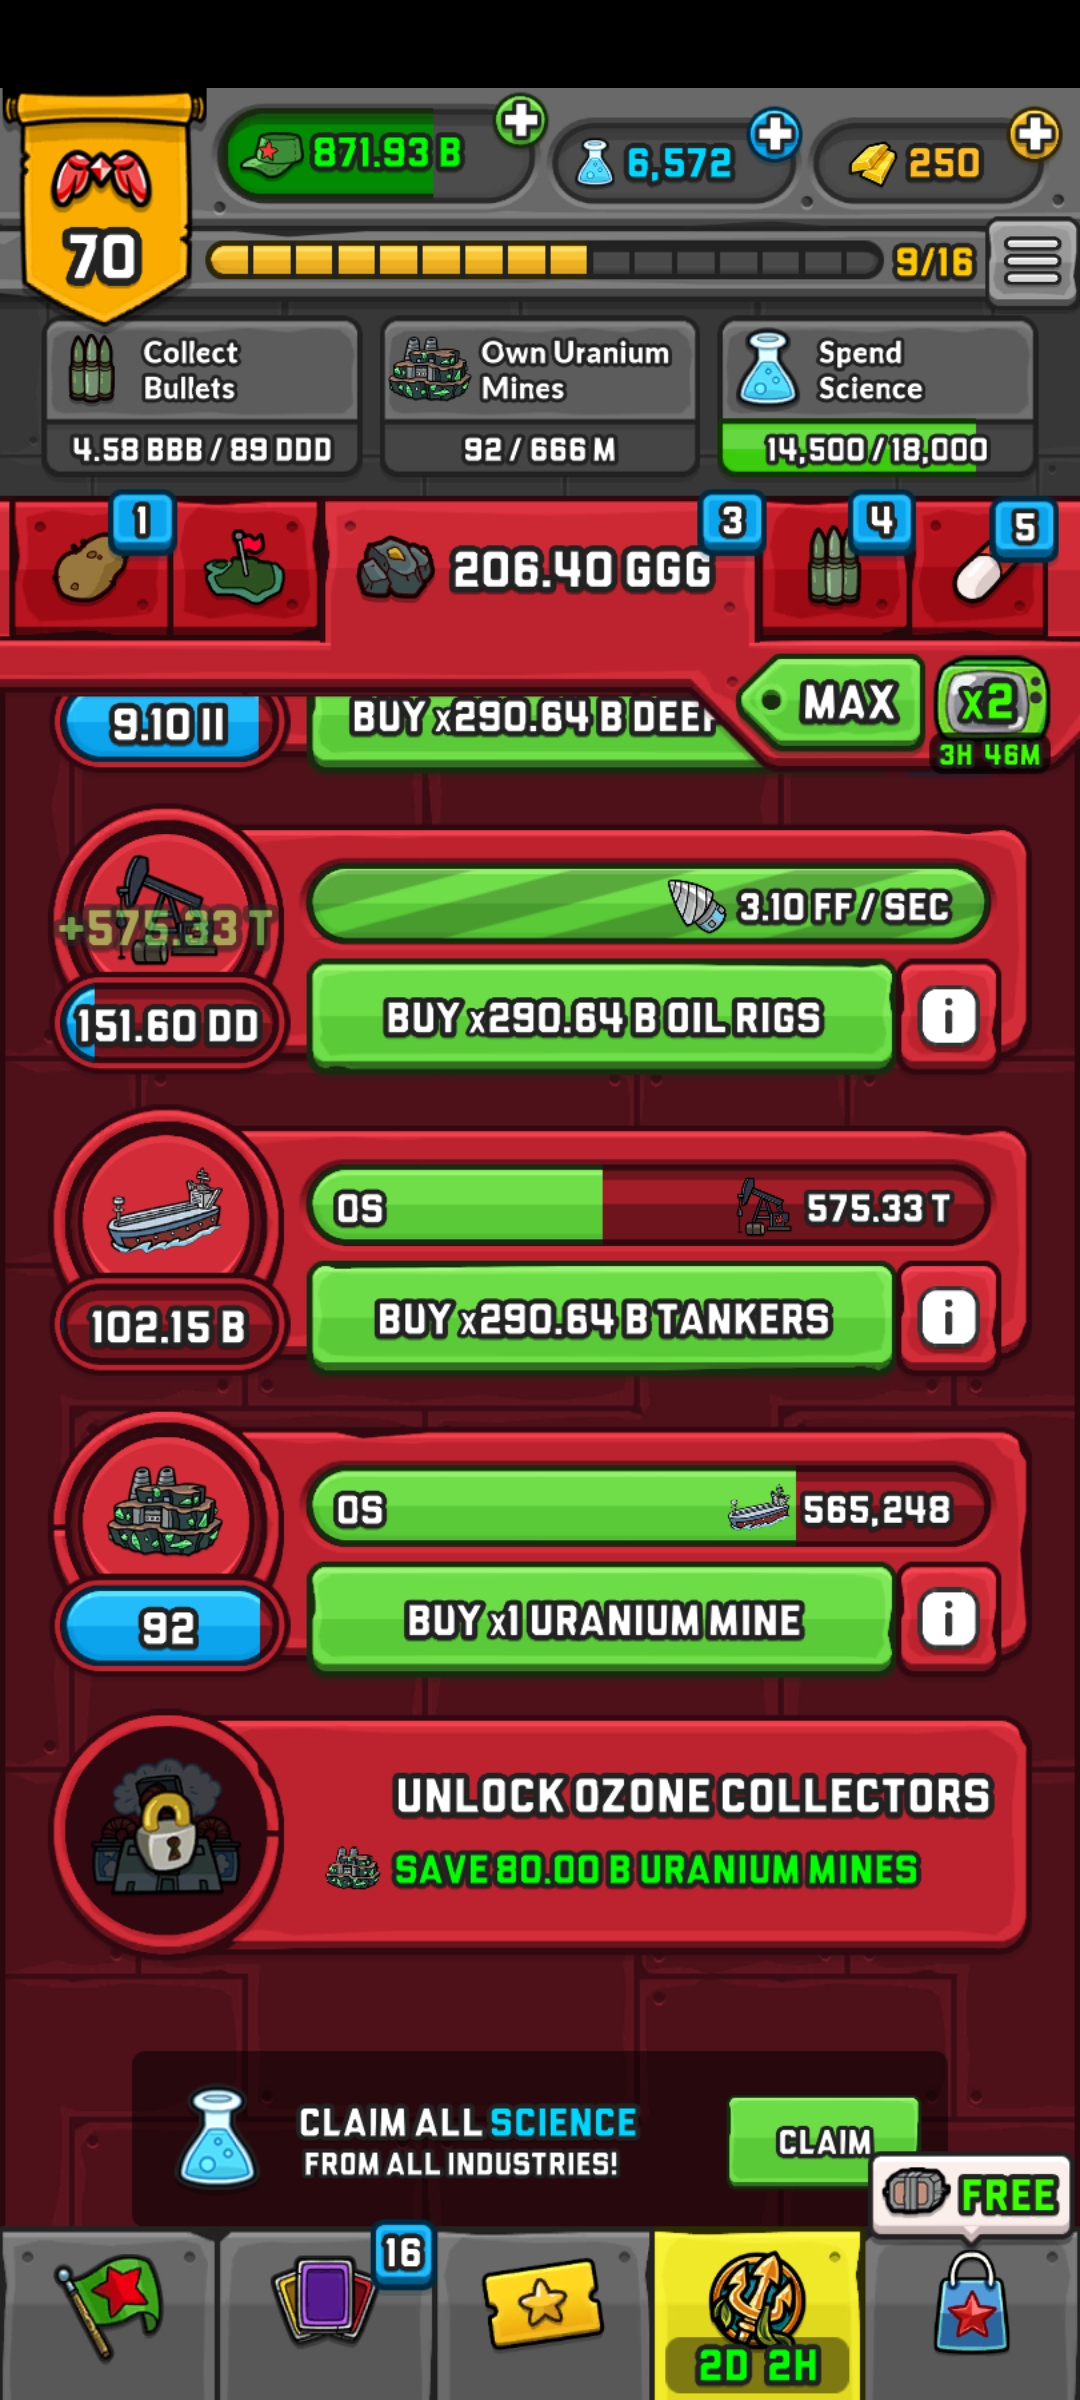 871.93 B
6,572
250
70
9/16
Collect
Bullets
4.58 BBB / 89 DDD
Own Uranium
Mines
92 / 666 M
Spend
Science
14,500/18,000
1
206.40 GGG
3
4
5
MAX
x2
3H 46M
9.10 II
BUY x290.64 B DEEP
+575.33 T
3.10 FF / SEC
151.60 DD
BUY x290.64 B OIL RIGS
i
0S
575.33 T
102.15 B
BUY x290.64 B TANKERS
i
0S
565,248
92
BUY x1 URANIUM MINE
i
UNLOCK OZONE COLLECTORS
SAVE 80.00 B URANIUM MINES
CLAIM ALL SCIENCE
FROM ALL INDUSTRIES!
CLAIM
FREE
16
2D 2H